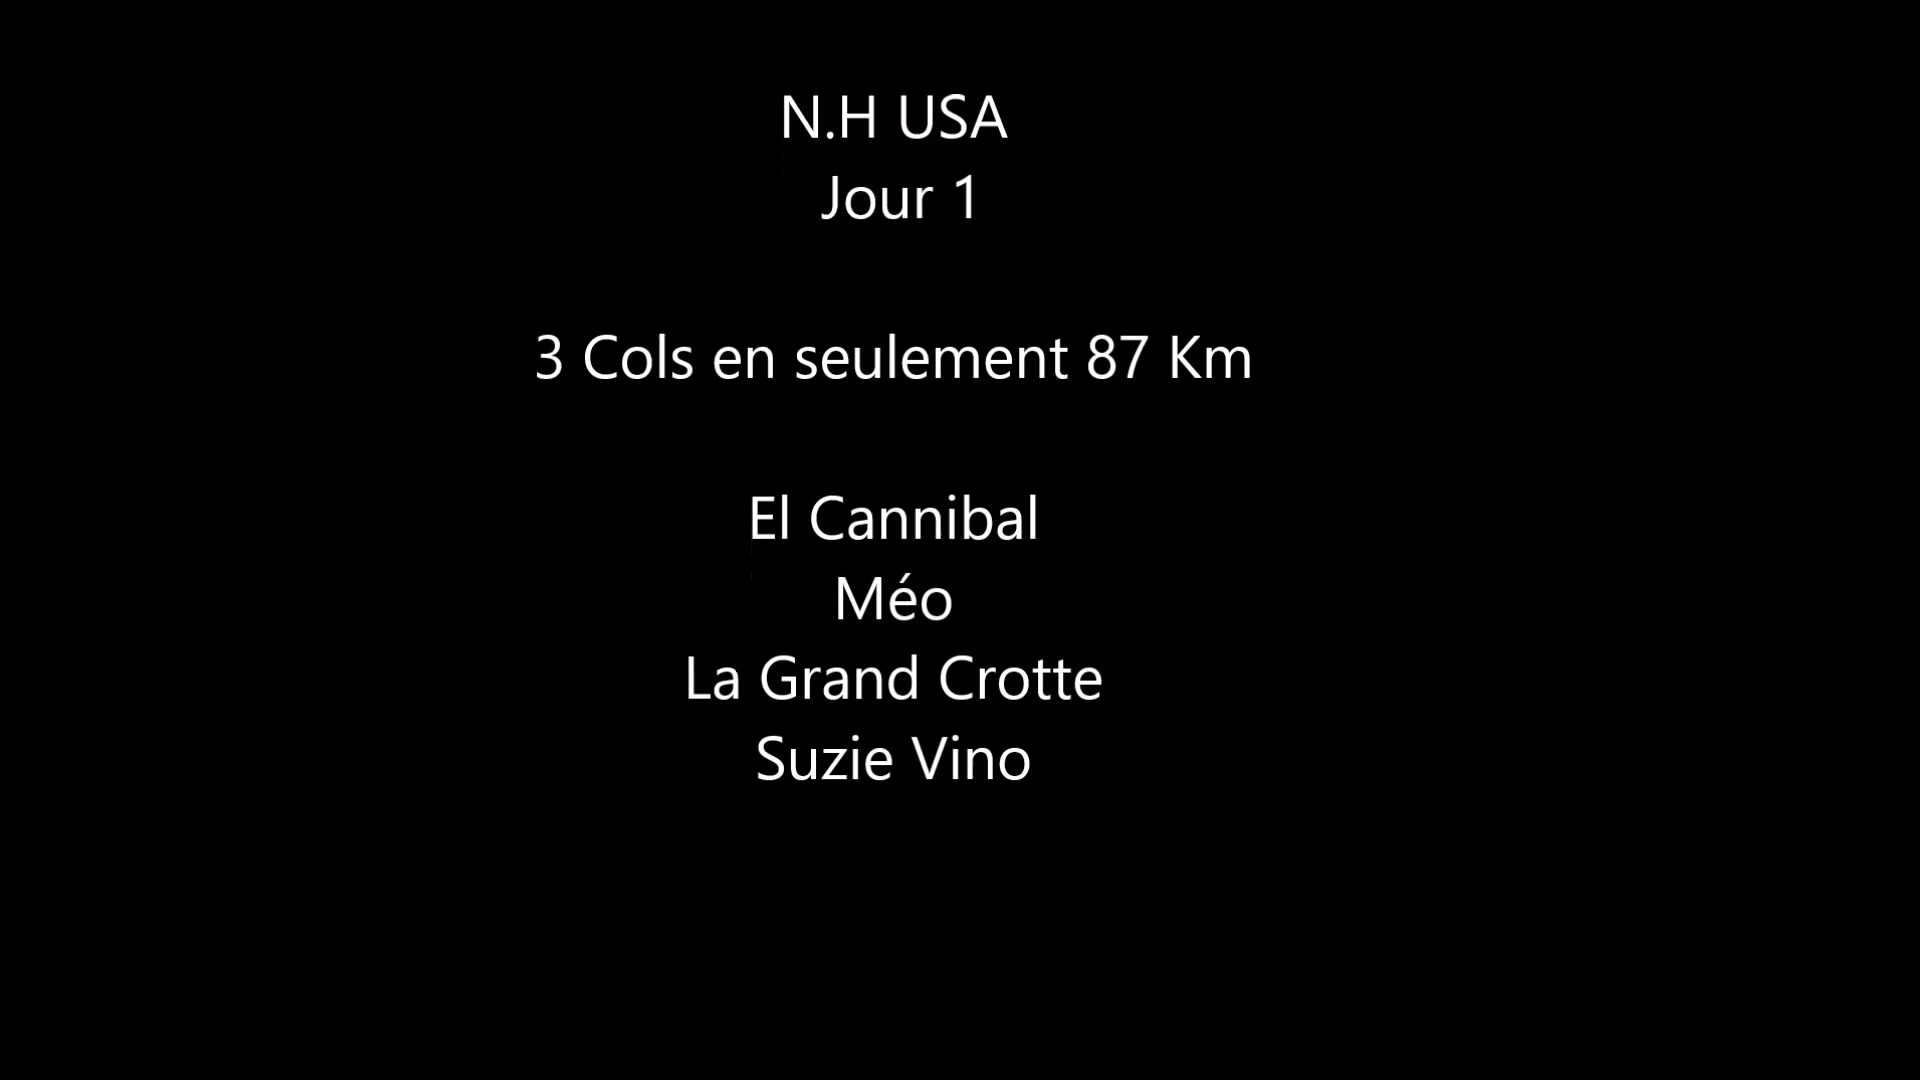 N.H USA
Jour 1
3 Cols en seulement 87 Km
El Cannibal
Méo
La Grand Crotte
Suzie Vino